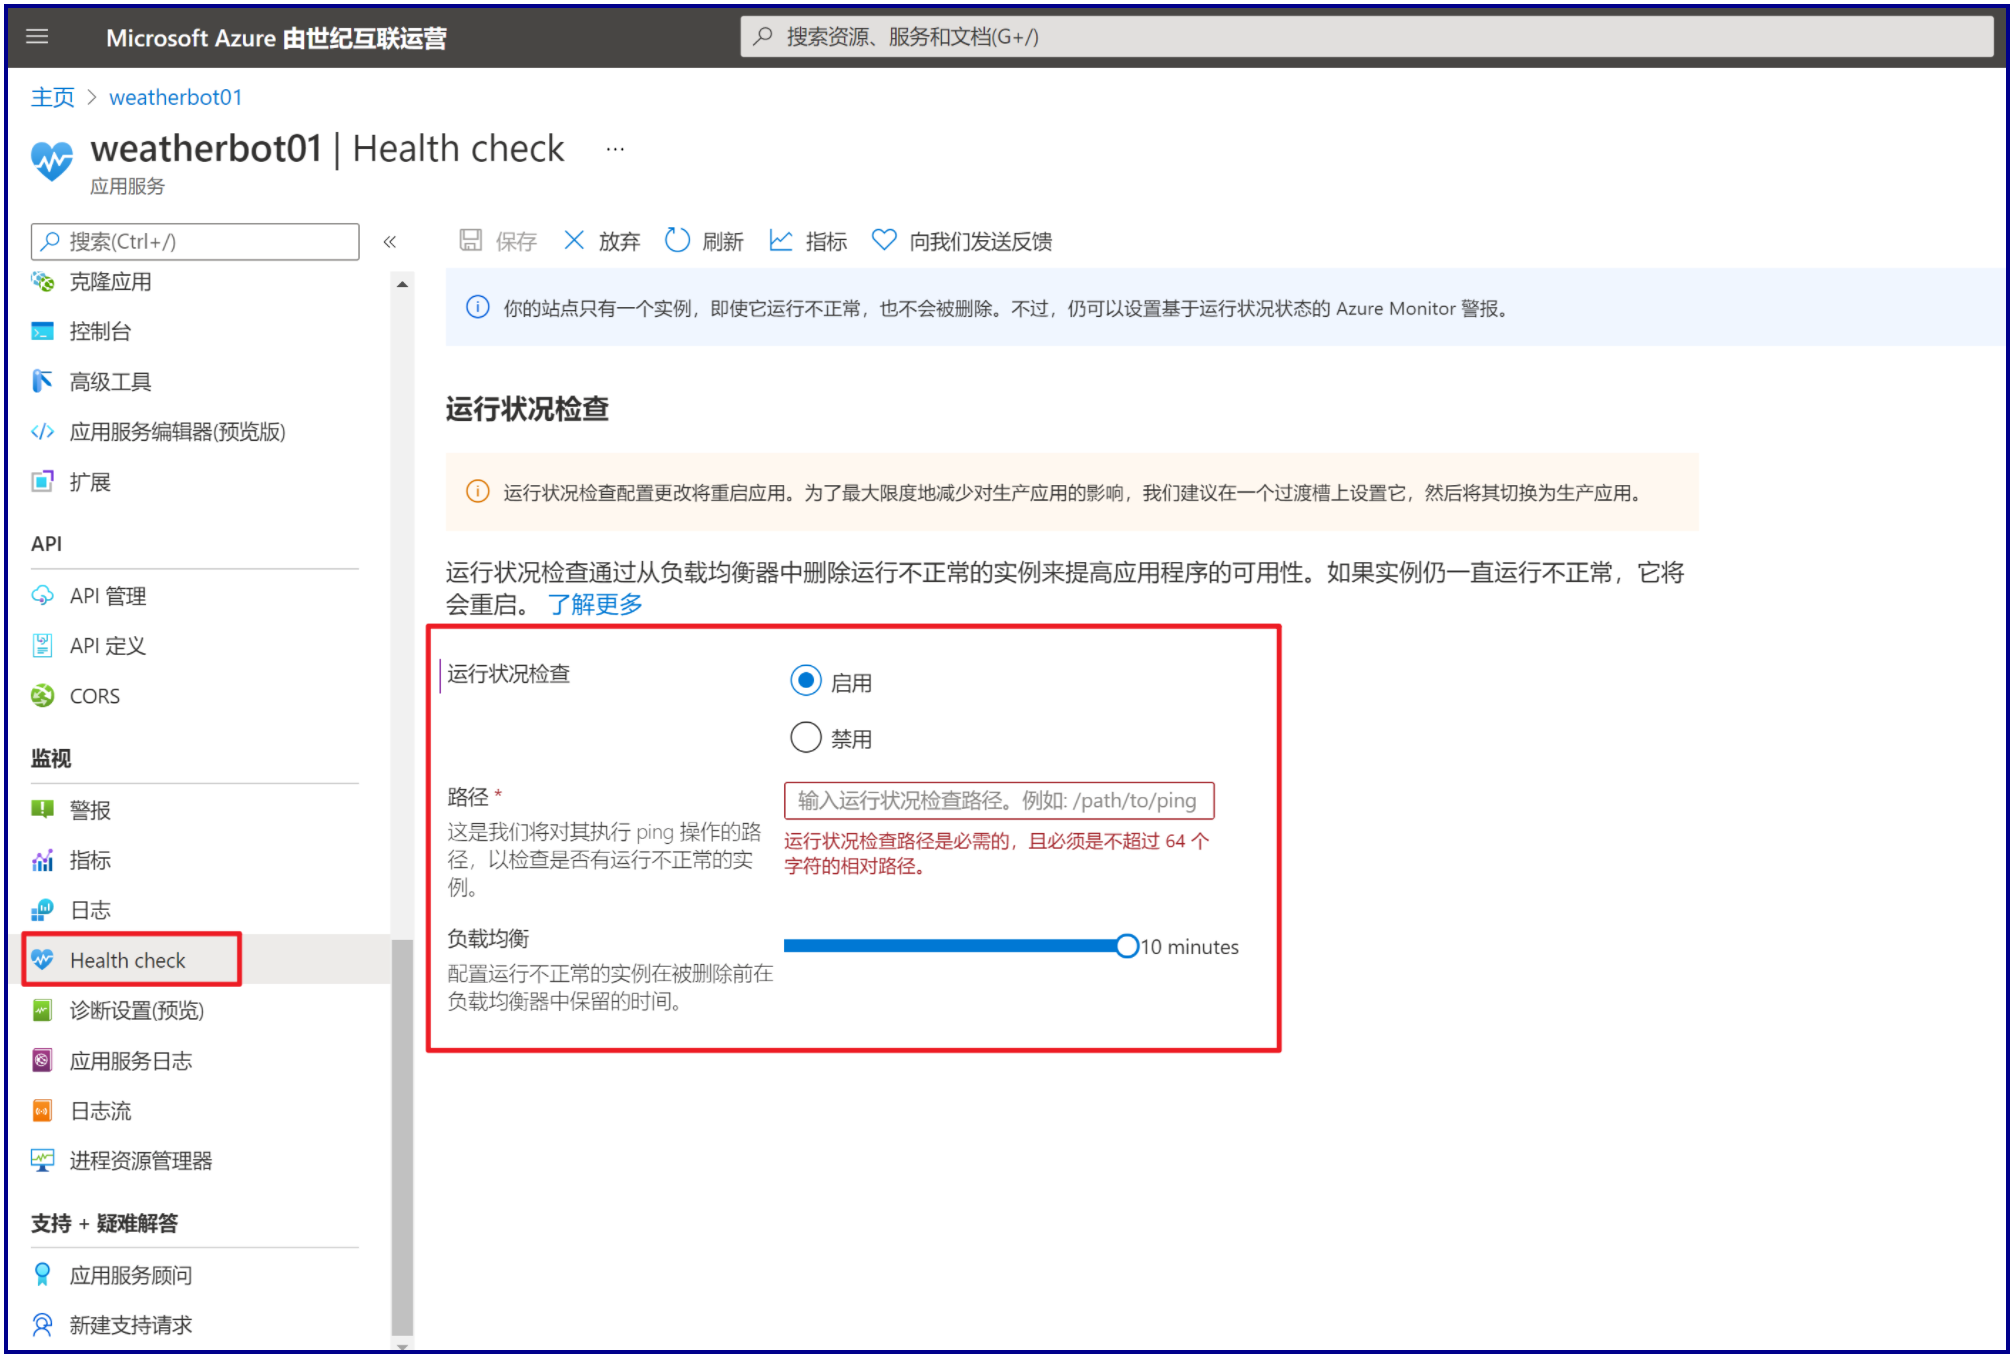 Microsoft Azure 由世纪互联运营
搜索资源、服务和文档(G+/)
主页 > weatherbot01
weatherbot01 | Health check ...
应用服务
搜索(Ctrl+/)
«
保存 放弃 刷新 指标 向我们发送反馈
克隆应用
控制台
高级工具
应用服务编辑器(预览版)
扩展
API
API 管理
API 定义
CORS
监视
警报
指标
日志
Health check
诊断设置(预览)
应用服务日志
日志流
进程资源管理器
支持 + 疑难解答
应用服务顾问
新建支持请求
你的站点只有一个实例，即使它运行不正常，也不会被删除。不过，仍可以设置基于运行状况状态的 Azure Monitor 警报。
运行状况检查
运行状况检查配置更改将重启应用。为了最大限度地减少对生产应用的影响，我们建议在一个过渡槽上设置它，然后将其切换为生产应用。
运行状况检查通过从负载均衡器中删除运行不正常的实例来提高应用程序的可用性。如果实例仍一直运行不正常，它将
会重启。 了解更多
运行状况检查
启用
禁用
路径 *
这是我们将对其执行 ping 操作的路
径，以检查是否有运行不正常的实
例。
输入运行状况检查路径。例如: /path/to/ping
运行状况检查路径是必需的，且必须是不超过 64 个
字符的相对路径。
负载均衡
配置运行不正常的实例在被删除前在
负载均衡器中保留的时间。
10 minutes